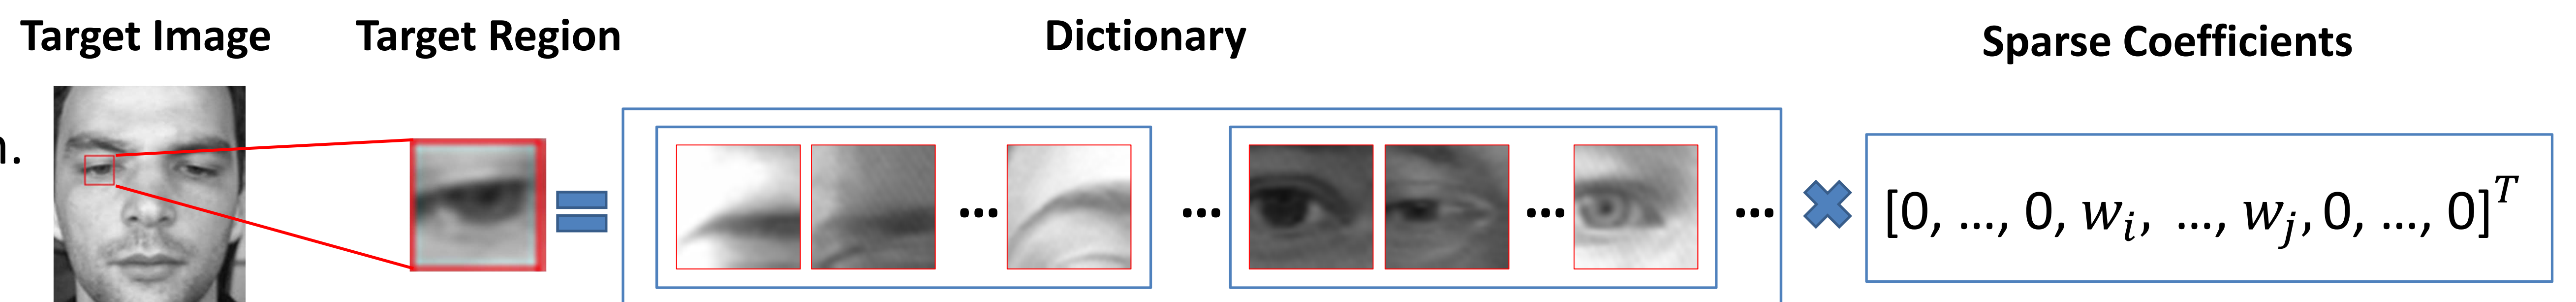 Target Image
Target Region
Dictionary
Sparse Coefficients
n.
... ... ... ...
[0, ..., 0, w_i, ..., w_j, 0, ..., 0]^T